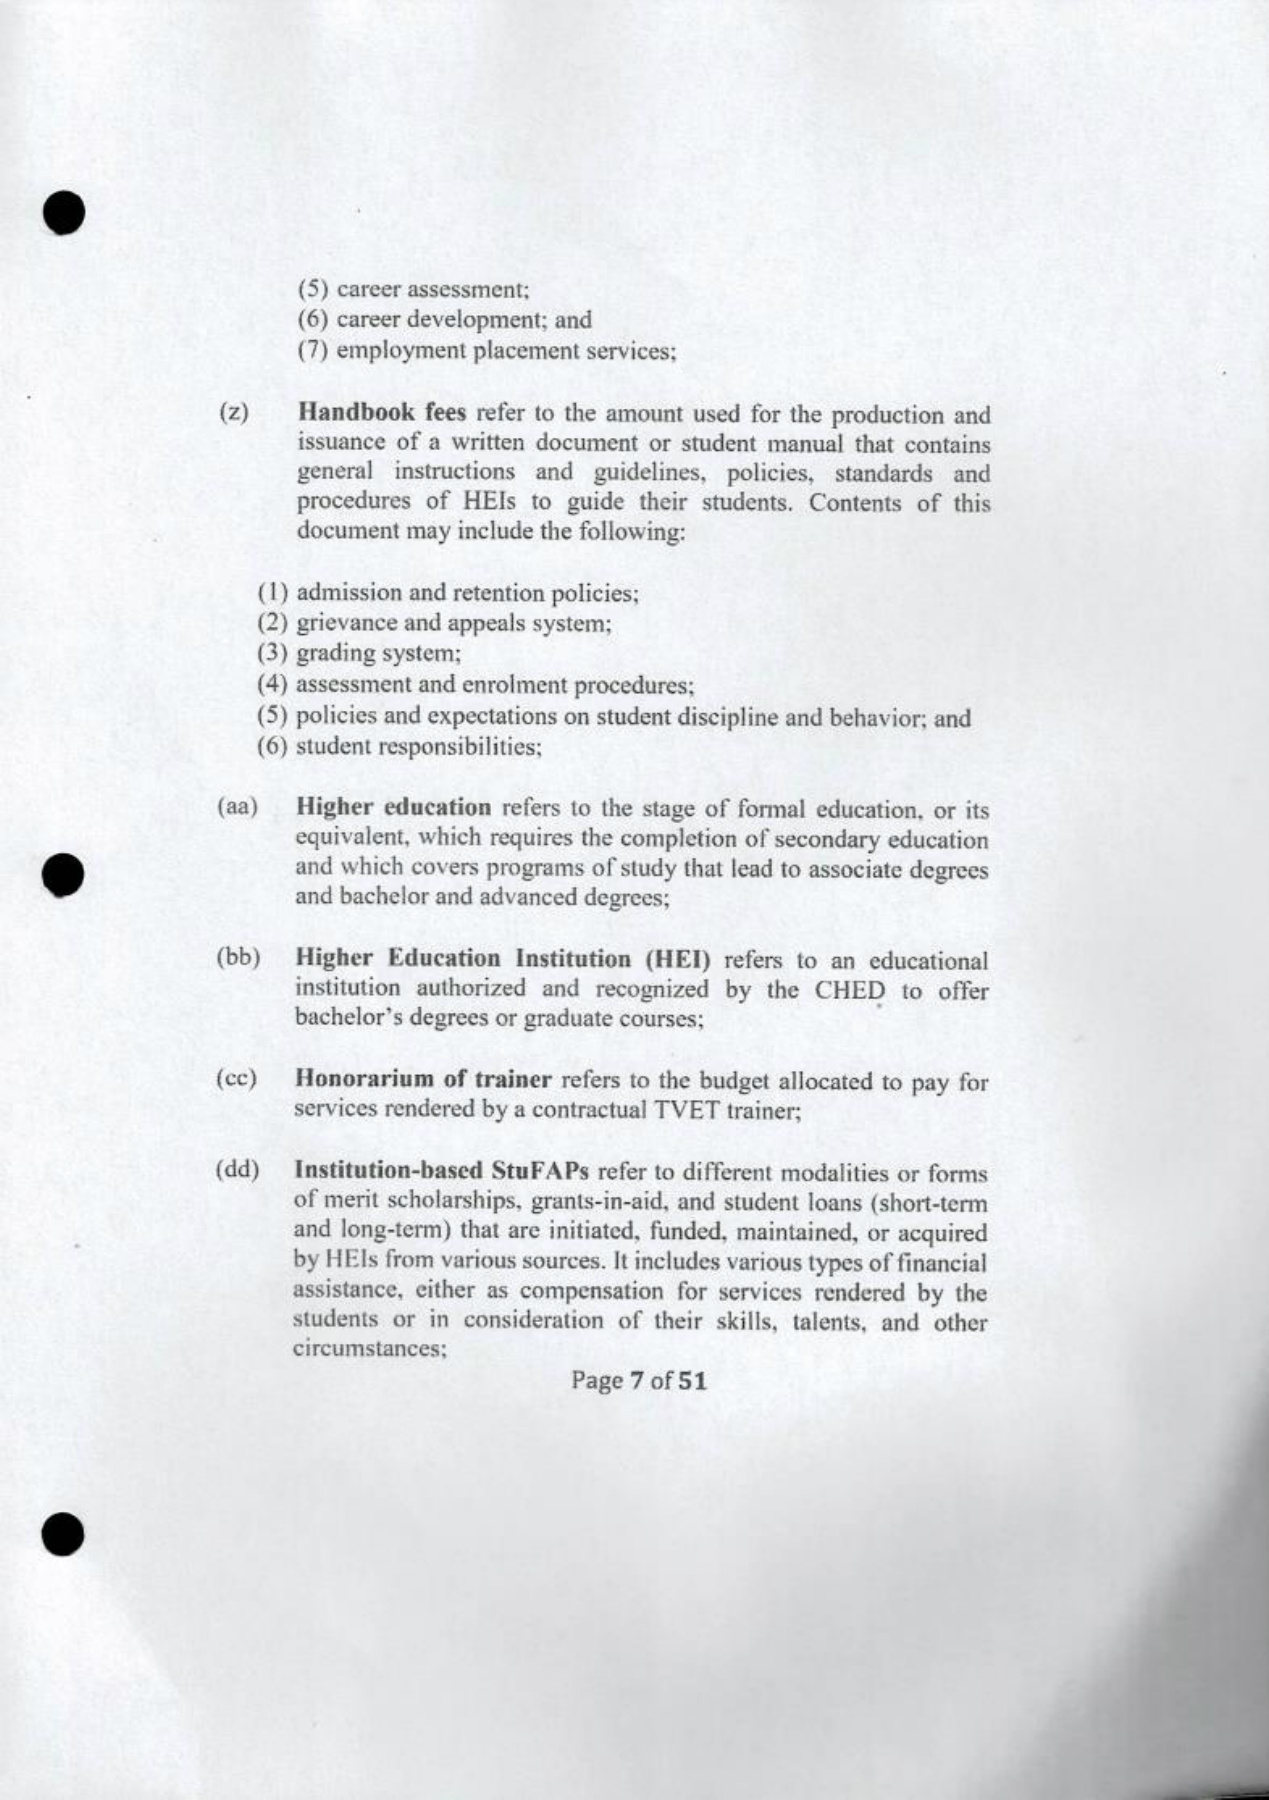 (5) career assessment;
(6) career development; and
(7) employment placement services;
(z) Handbook fees refer to the amount used for the production and
issuance of a written document or student manual that contains
general instructions and guidelines, policies, standards and
procedures of HEIs to guide their students. Contents of this
document may include the following:
(1) admission and retention policies;
(2) grievance and appeals system;
(3) grading system;
(4) assessment and enrolment procedures;
(5) policies and expectations on student discipline and behavior; and
(6) student responsibilities;
(aa) Higher education refers to the stage of formal education, or its
equivalent, which requires the completion of secondary education
and which covers programs of study that lead to associate degrees
and bachelor and advanced degrees;
(bb) Higher Education Institution (HEI) refers to an educational
institution authorized and recognized by the CHED to offer
bachelor's degrees or graduate courses;
(cc) Honorarium of trainer refers to the budget allocated to pay for
services rendered by a contractual TVET trainer;
(dd) Institution-based StuFAPs refer to different modalities or forms
of merit scholarships, grants-in-aid, and student loans (short-term
and long-term) that are initiated, funded, maintained, or acquired
by HEIs from various sources. It includes various types of financial
assistance, either as compensation for services rendered by the
students or in consideration of their skills, talents, and other
circumstances;
Page 7 of 51